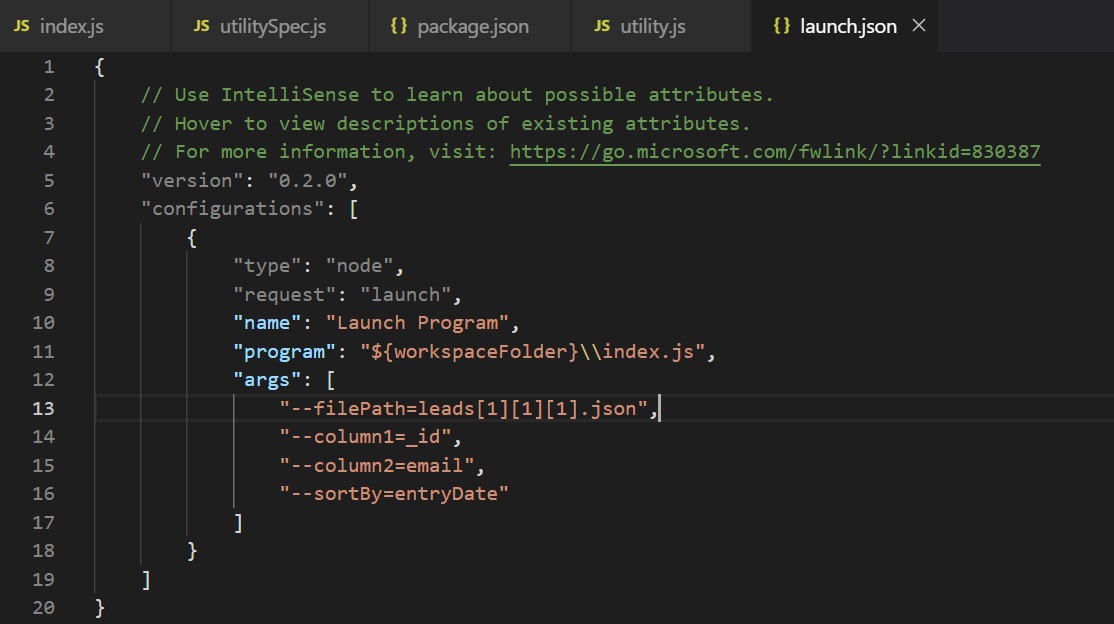 JS index.js JS utilitySpec.js {} package.json JS utility.js {} launch.json ×
1 {
2 // Use IntelliSense to learn about possible attributes.
3 // Hover to view descriptions of existing attributes.
4 // For more information, visit: https://go.microsoft.com/fwlink/?linkid=830387
5 "version": "0.2.0",
6 "configurations": [
7 {
8 "type": "node",
9 "request": "launch",
10 "name": "Launch Program",
11 "program": "${workspaceFolder}\\index.js",
12 "args": [
13 "--filePath=leads[1][1][1].json",
14 "--column1=_id",
15 "--column2=email",
16 "--sortBy=entryDate"
17 ]
18 }
19 ]
20 }